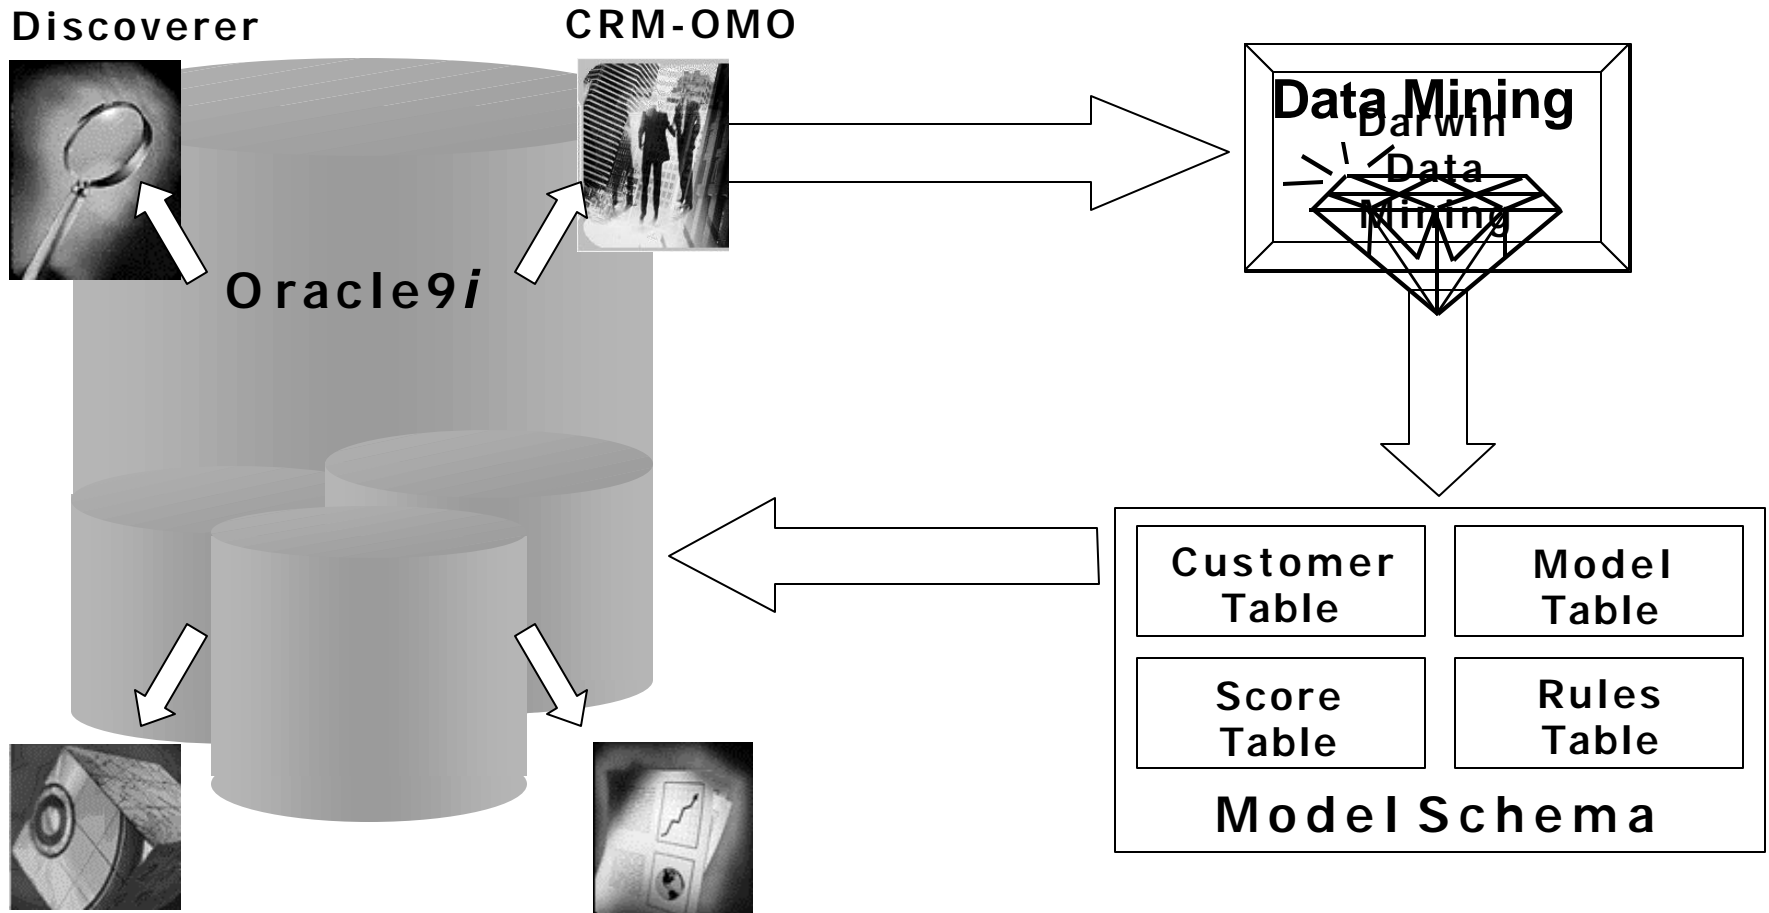 Discoverer
CRM-OMO
Oracle9i
Data Mining
Darwin
Data
Mining
Customer
Table
Model
Table
Score
Table
Rules
Table
Model Schema